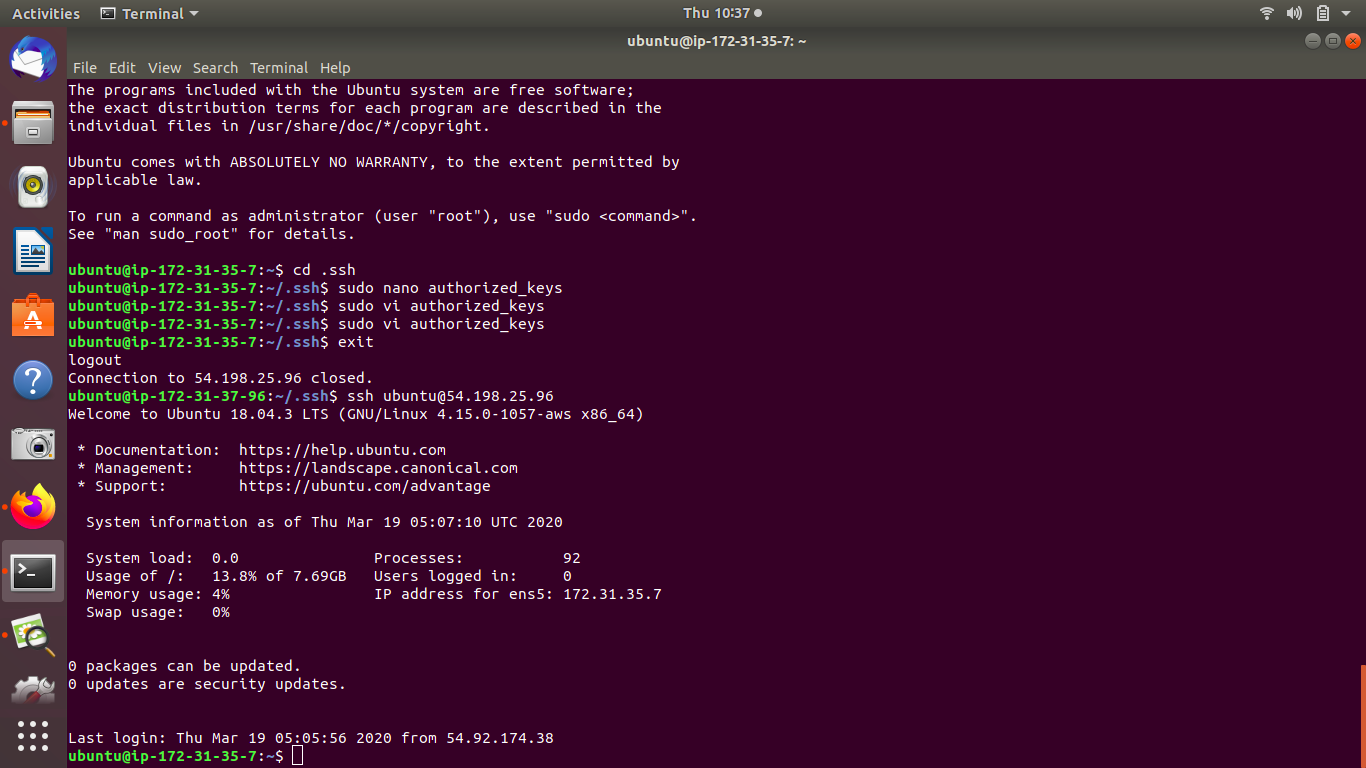 Activities Terminal Thu 10:37
ubuntu@ip-172-31-35-7: ~
File Edit View Search Terminal Help
The programs included with the Ubuntu system are free software;
the exact distribution terms for each program are described in the
individual files in /usr/share/doc/*/copyright.
Ubuntu comes with ABSOLUTELY NO WARRANTY, to the extent permitted by
applicable law.
To run a command as administrator (user "root"), use "sudo <command>".
See "man sudo_root" for details.
ubuntu@ip-172-31-35-7:~$ cd .ssh
ubuntu@ip-172-31-35-7:~/.ssh$ sudo nano authorized_keys
ubuntu@ip-172-31-35-7:~/.ssh$ sudo vi authorized_keys
ubuntu@ip-172-31-35-7:~/.ssh$ sudo vi authorized_keys
ubuntu@ip-172-31-35-7:~/.ssh$ exit
logout
Connection to 54.198.25.96 closed.
ubuntu@ip-172-31-37-96:~/.ssh$ ssh ubuntu@54.198.25.96
Welcome to Ubuntu 18.04.3 LTS (GNU/Linux 4.15.0-1057-aws x86_64)
* Documentation: https://help.ubuntu.com
* Management: https://landscape.canonical.com
* Support: https://ubuntu.com/advantage
System information as of Thu Mar 19 05:07:10 UTC 2020
System load: 0.0 Processes: 92
Usage of /: 13.8% of 7.69GB Users logged in: 0
Memory usage: 4% IP address for ens5: 172.31.35.7
Swap usage: 0%
0 packages can be updated.
0 updates are security updates.
Last login: Thu Mar 19 05:05:56 2020 from 54.92.174.38
ubuntu@ip-172-31-35-7:~$